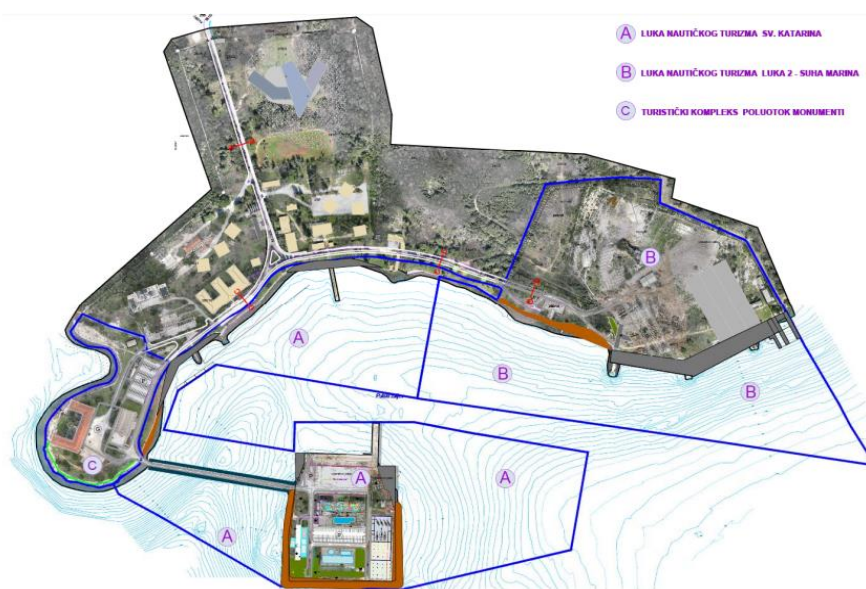 A LUKA NAUTIČKOG TURIZMA SV. KATARINA
B LUKA NAUTIČKOG TURIZMA LUKA 2 - SUHA MARINA
C TURISTIČKI KOMPLEKS POLUOTOK MONUMENTI
B
A
B
B
C
A
A
A